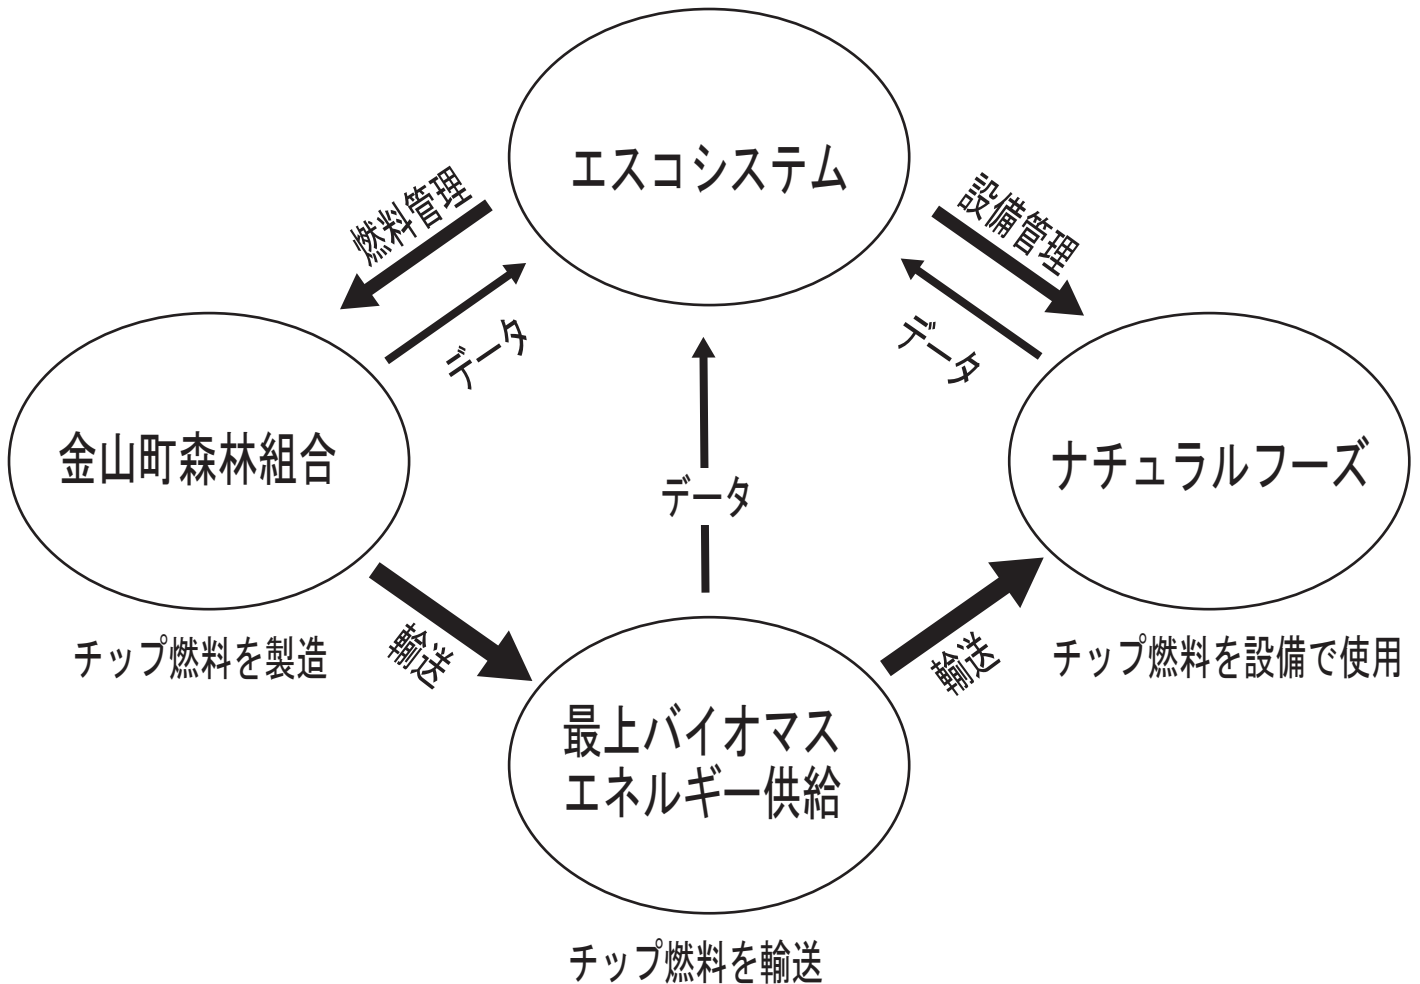 エスコシステム
燃料管理
設備管理
データ
データ
金山町森林組合
データ
ナチュラルフーズ
チップ燃料を製造
輸送
輸送
チップ燃料を設備で使用
最上バイオマス
エネルギー供給
チップ燃料を輸送